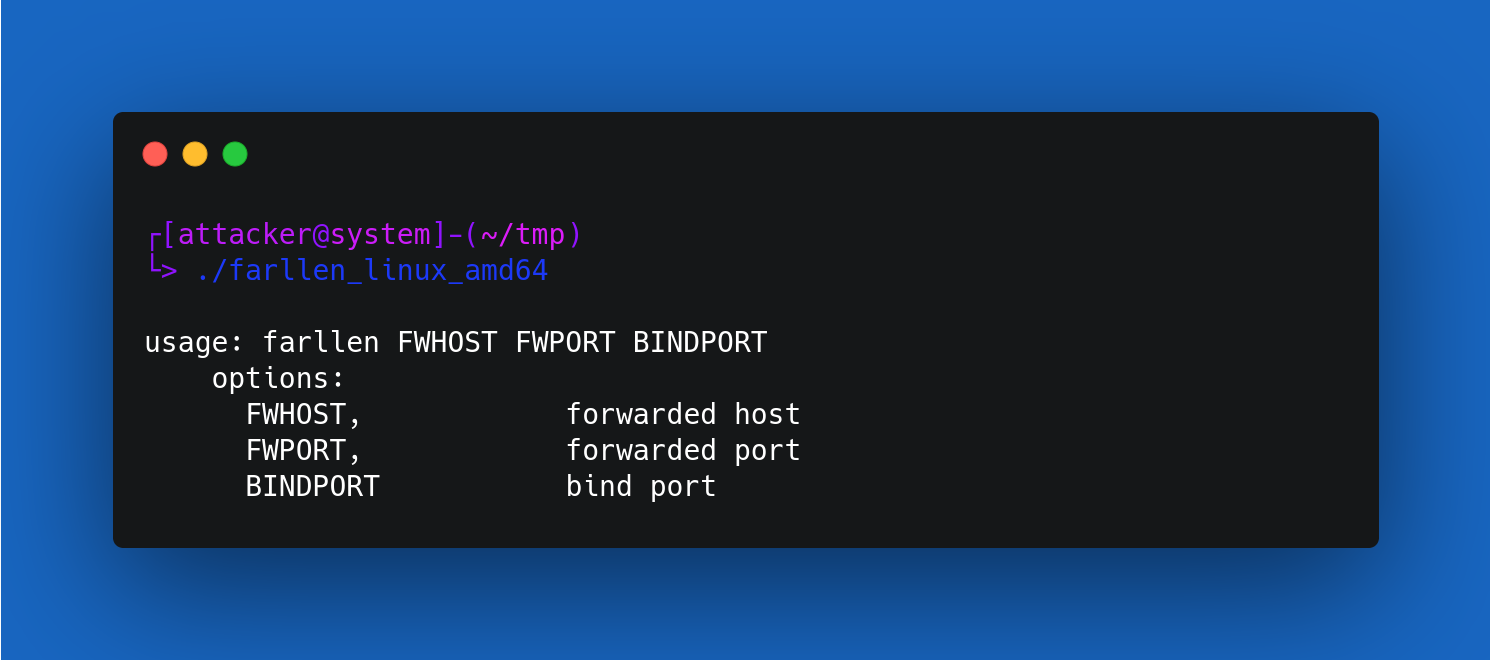 ┌[attacker@system]-(~/tmp)
└> ./farllen_linux_amd64
usage: farllen FWHOST FWPORT BINDPORT
options:
FWHOST, forwarded host
FWPORT, forwarded port
BINDPORT bind port